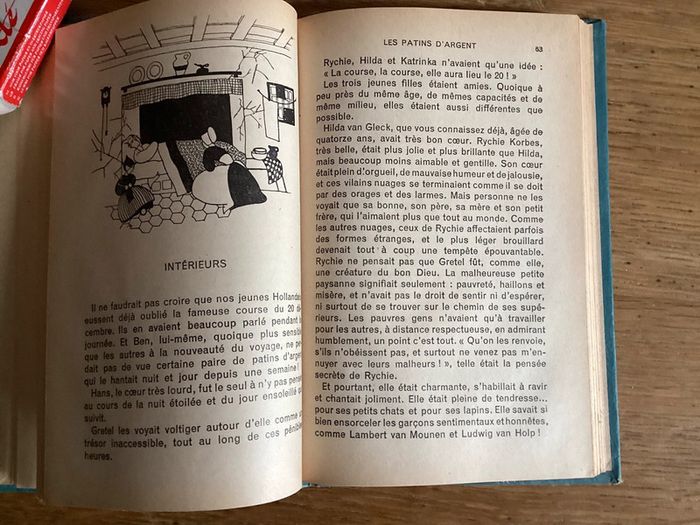 INTÉRIEURS
Il ne faudrait pas croire que nos jeunes Hollandai
eussent déjà oublié la fameuse course du 20 dé
cembre. Ils en avaient beaucoup parlé pendant
journée. Et Ben, lui-même, quoique plus sensible
que les autres à la nouveauté du voyage, ne pe
dait pas de vue certaine paire de patins d'argent
qui le hantait nuit et jour depuis une semaine !
Hans, le cœur très lourd, fut le seul à n'y pas pense
au cours de la nuit étoilée et du jour ensoleillé qu
suivit.
Gretel les voyait voltiger autour d'elle comme un
trésor inaccessible, tout au long de ces pénible
heures.
LES PATINS D'ARGENT
63
Rychie, Hilda et Katrinka n'avaient qu'une idée :
« La course, la course, elle aura lieu le 20 ! »
Les trois jeunes filles étaient amies. Quoique à
peu près du même âge, de mêmes capacités et de
même milieu, elles étaient aussi différentes que
possible.
Hilda van Gleck, que vous connaissez déjà, âgée de
quatorze ans, avait très bon cœur. Rychie Korbes,
très belle, était plus jolie et plus brillante que Hilda,
mais beaucoup moins aimable et gentille. Son cœur
était plein d'orgueil, de mauvaise humeur et de jalousie,
et ces vilains nuages se terminaient comme il se doit
par des orages et des larmes. Mais personne ne les
voyait que sa bonne, son père, sa mère et son petit
frère, qui l'aimaient plus que tout au monde. Comme
les autres nuages, ceux de Rychie affectaient parfois
des formes étranges, et le plus léger brouillard
devenait tout à coup une tempête épouvantable.
Rychie ne pensait pas que Gretel fût, comme elle,
une créature du bon Dieu. La malheureuse petite
paysanne signifiait seulement : pauvreté, haillons et
misère, et n'avait pas le droit de sentir ni d'espérer,
ni surtout de se trouver sur le chemin de ses supé-
rieurs. Les pauvres gens n'avaient qu'à travailler
pour les autres, à distance respectueuse, en admirant
humblement, un point c'est tout. « Qu'on les renvoie,
s'ils n'obéissent pas, et surtout ne venez pas m'en-
nuyer avec leurs malheurs ! », telle était la pensée
secrète de Rychie.
Et pourtant, elle était charmante, s'habillait à ravir
et chantait joliment. Elle était pleine de tendresse...
pour ses petits chats et pour ses lapins. Elle savait si
bien ensorceler les garçons sentimentaux et honnêtes,
comme Lambert van Mounen et Ludwig van Holp !